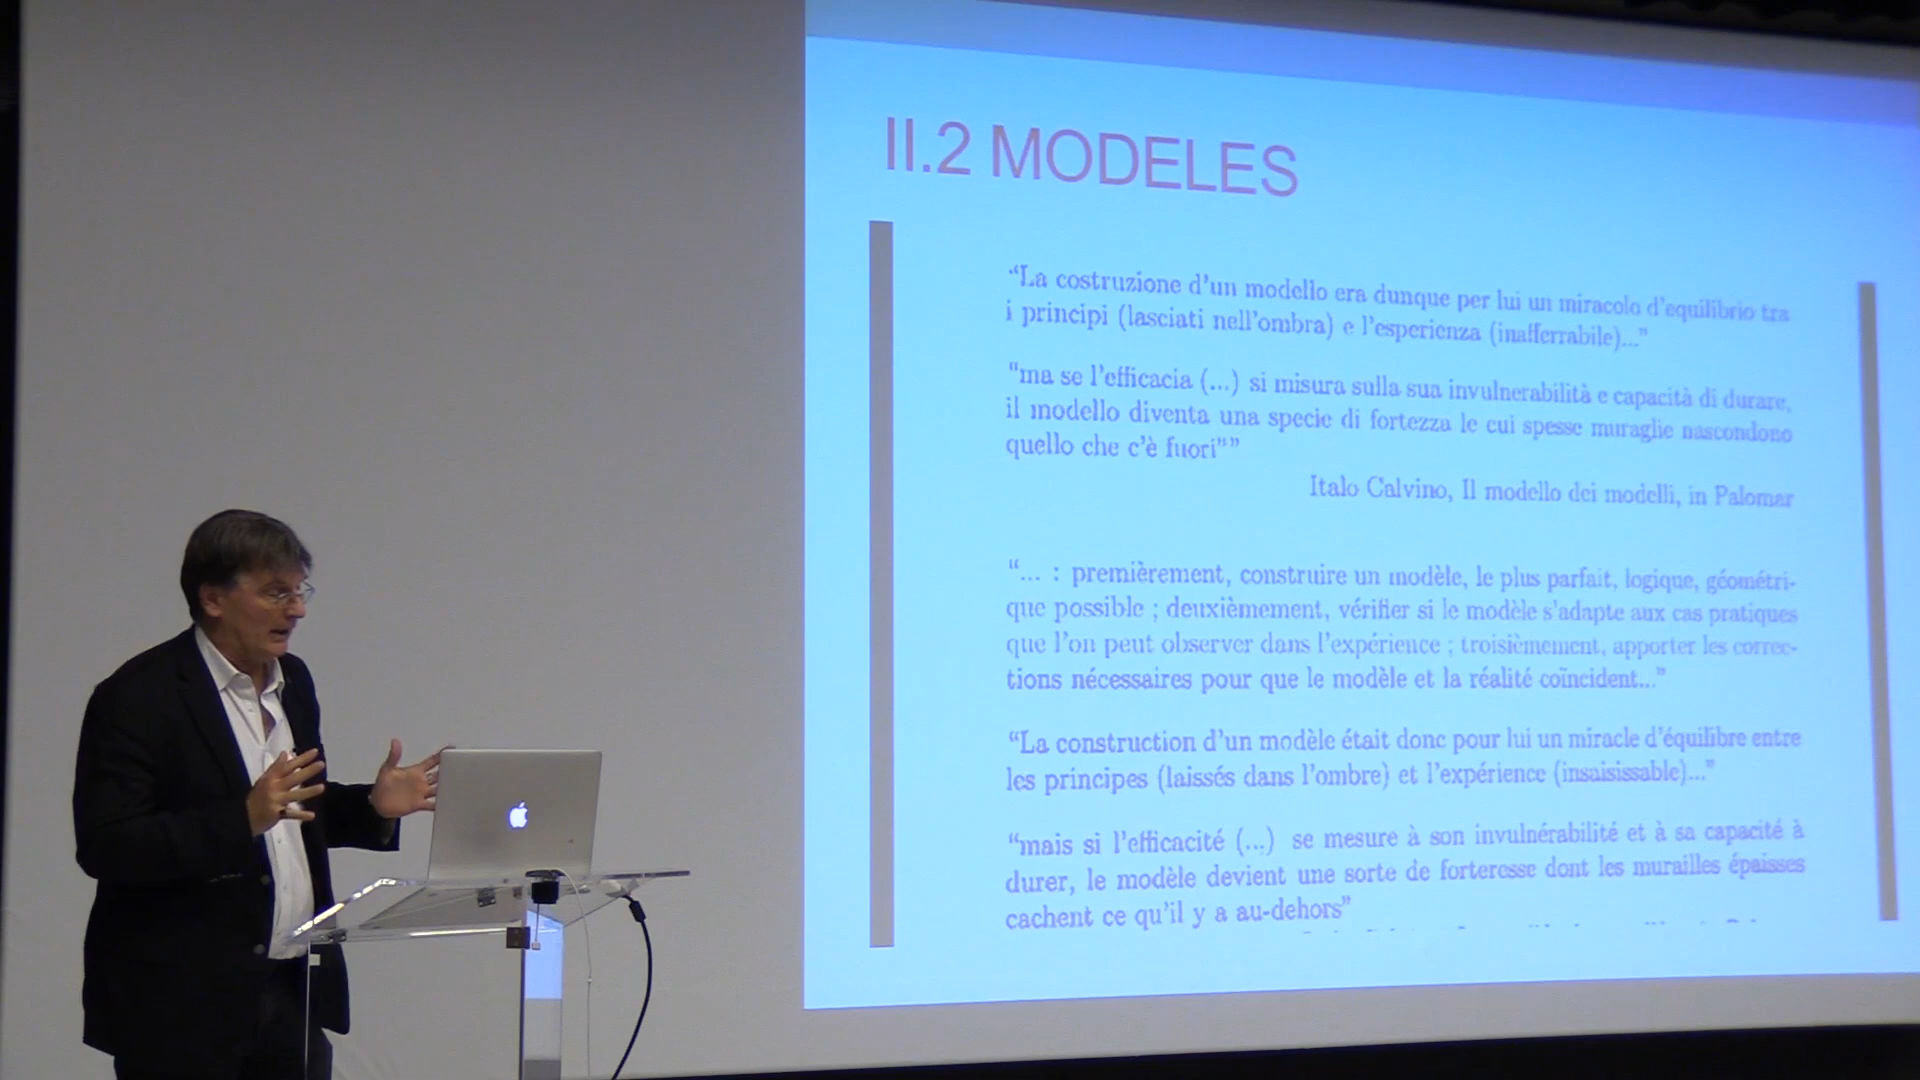 II.2 MODELES
“La costruzione d’un modello era dunque per lui un miracolo d’equilibrio tra
i principi (lasciati nell’ombra) e l’esperienza (inafferrabile)...”
“ma se l’efficacia (...) si misura sulla sua invulnerabilità e capacità di durare,
il modello diventa una specie di fortezza le cui spesse muraglie nascondono
quello che c’è fuori””
Italo Calvino, Il modello dei modelli, in Palomar
“... : premièrement, construire un modèle, le plus parfait, logique, géométri-
que possible ; deuxièmement, vérifier si le modèle s’adapte aux cas pratiques
que l’on peut observer dans l’expérience ; troisièmement, apporter les correc-
tions nécessaires pour que le modèle et la réalité coïncident...”
“La construction d’un modèle était donc pour lui un miracle d’équilibre entre
les principes (laissés dans l’ombre) et l’expérience (insaisissable)...”
“mais si l’efficacité (...) se mesure à son invulnérabilité et à sa capacité à
durer, le modèle devient une sorte de forteresse dont les murailles épaisses
cachent ce qu’il y a au-dehors”